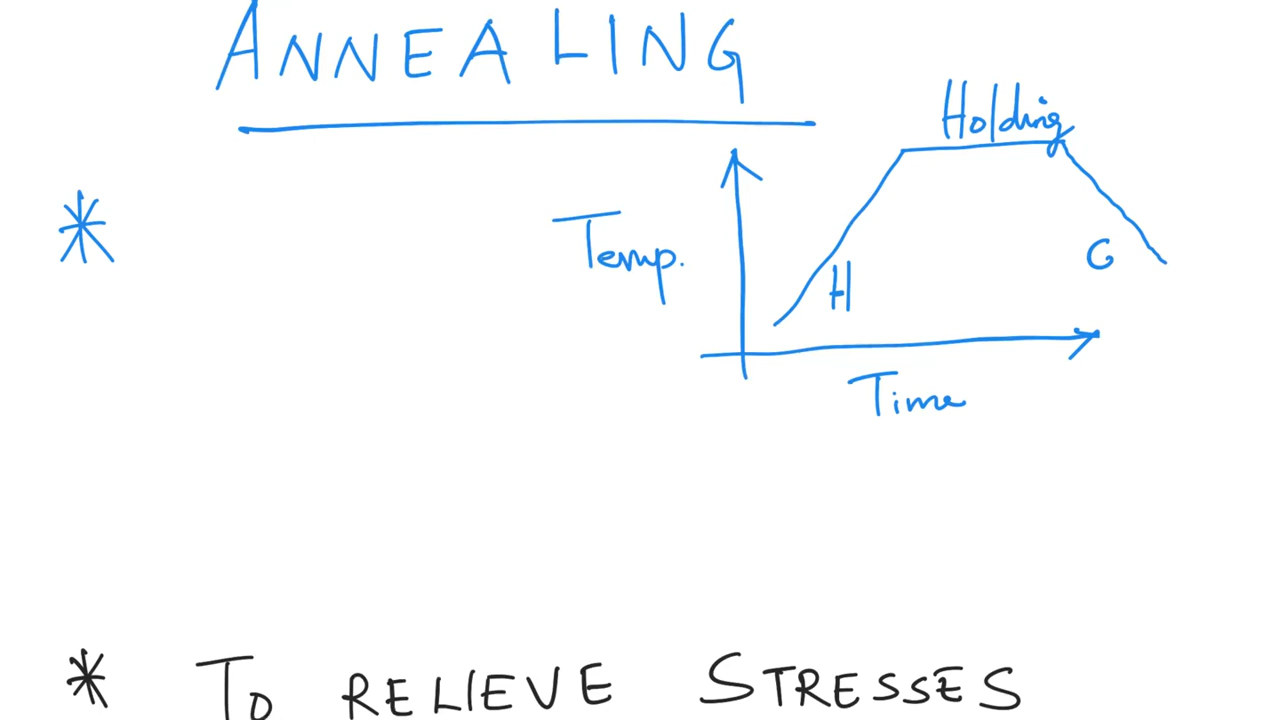 ANNEALING
Holding
*
Temp.
H
C
Time
* TO RELIEVE STRESSES